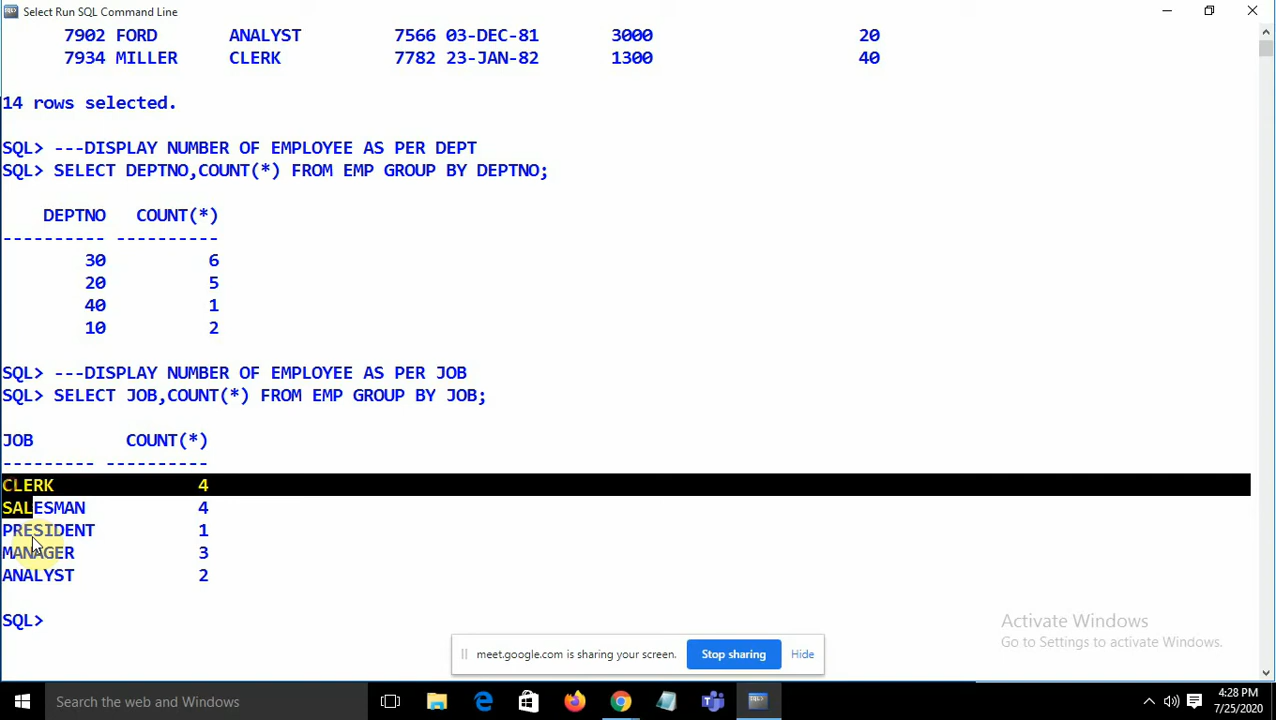 Select Run SQL Command Line
7902 FORD ANALYST 7566 03-DEC-81 3000 20
7934 MILLER CLERK 7782 23-JAN-82 1300 40
14 rows selected.
SQL> ---DISPLAY NUMBER OF EMPLOYEE AS PER DEPT
SQL> SELECT DEPTNO,COUNT(*) FROM EMP GROUP BY DEPTNO;
DEPTNO COUNT(*)
---------- ----------
30 6
20 5
40 1
10 2
SQL> ---DISPLAY NUMBER OF EMPLOYEE AS PER JOB
SQL> SELECT JOB,COUNT(*) FROM EMP GROUP BY JOB;
JOB COUNT(*)
--------- ----------
CLERK 4
SALESMAN 4
PRESIDENT 1
MANAGER 3
ANALYST 2
SQL>
Activate Windows
Go to Settings to activate Windows.
meet.google.com is sharing your screen. Stop sharing Hide
Search the web and Windows
4:28 PM
7/25/2020